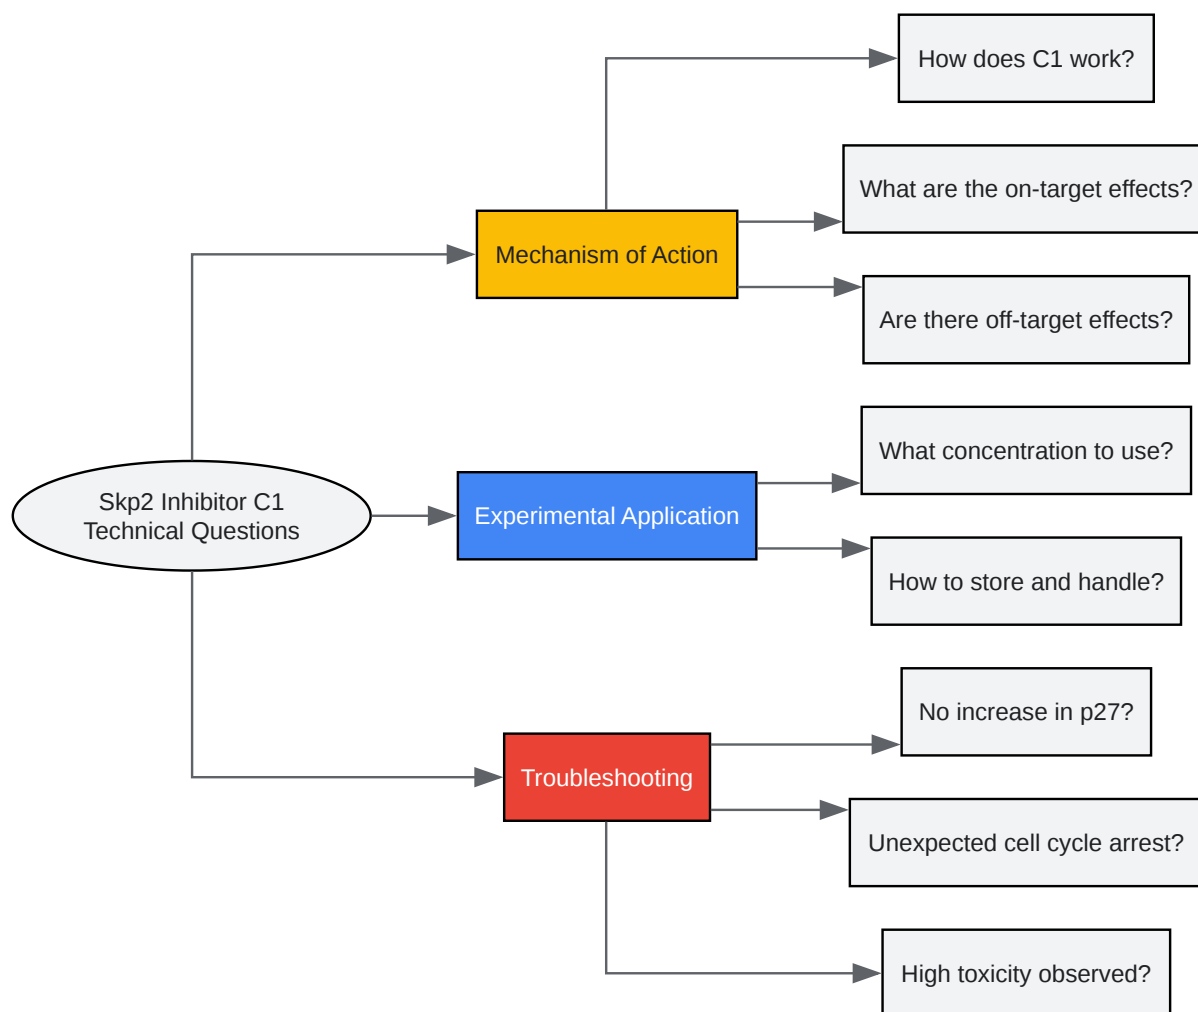 Skp2 Inhibitor C1
Technical Questions
Mechanism of Action
How does C1 work?
What are the on-target effects?
Are there off-target effects?
Experimental Application
What concentration to use?
How to store and handle?
Troubleshooting
No increase in p27?
Unexpected cell cycle arrest?
High toxicity observed?